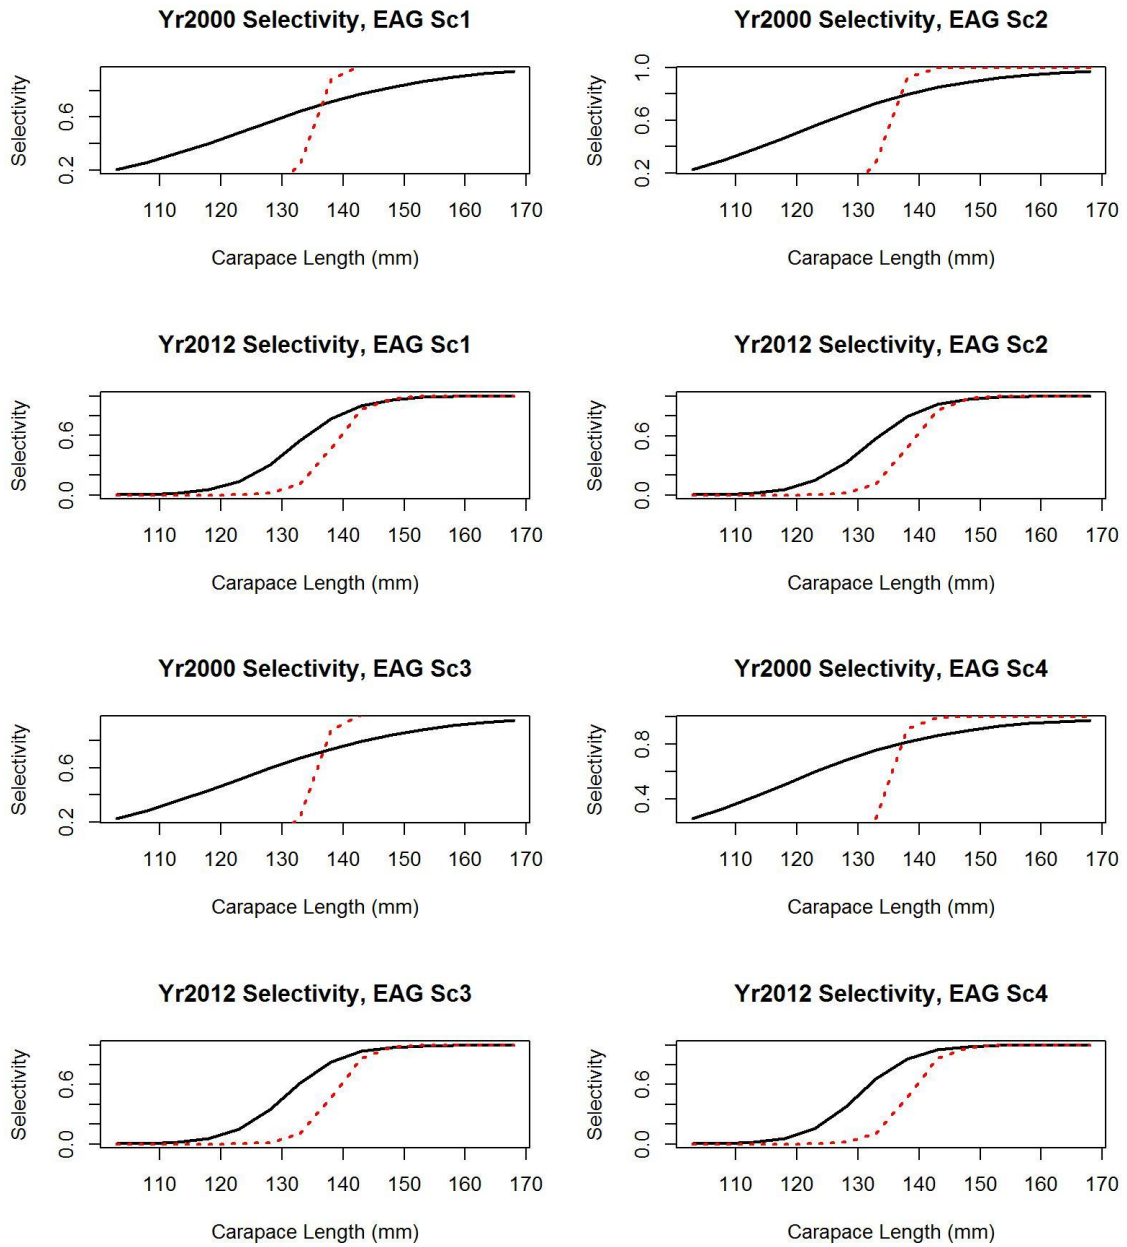 Yr2000 Selectivity, EAG Sc1
Selectivity
0.2 0.6
110 120 130 140 150 160 170
Carapace Length (mm)
Yr2000 Selectivity, EAG Sc2
Selectivity
0.2 0.6 1.0
110 120 130 140 150 160 170
Carapace Length (mm)
Yr2012 Selectivity, EAG Sc1
Selectivity
0.0 0.6
110 120 130 140 150 160 170
Carapace Length (mm)
Yr2012 Selectivity, EAG Sc2
Selectivity
0.0 0.6
110 120 130 140 150 160 170
Carapace Length (mm)
Yr2000 Selectivity, EAG Sc3
Selectivity
0.2 0.6
110 120 130 140 150 160 170
Carapace Length (mm)
Yr2000 Selectivity, EAG Sc4
Selectivity
0.4 0.8
110 120 130 140 150 160 170
Carapace Length (mm)
Yr2012 Selectivity, EAG Sc3
Selectivity
0.0 0.6
110 120 130 140 150 160 170
Carapace Length (mm)
Yr2012 Selectivity, EAG Sc4
Selectivity
0.0 0.6
110 120 130 140 150 160 170
Carapace Length (mm)